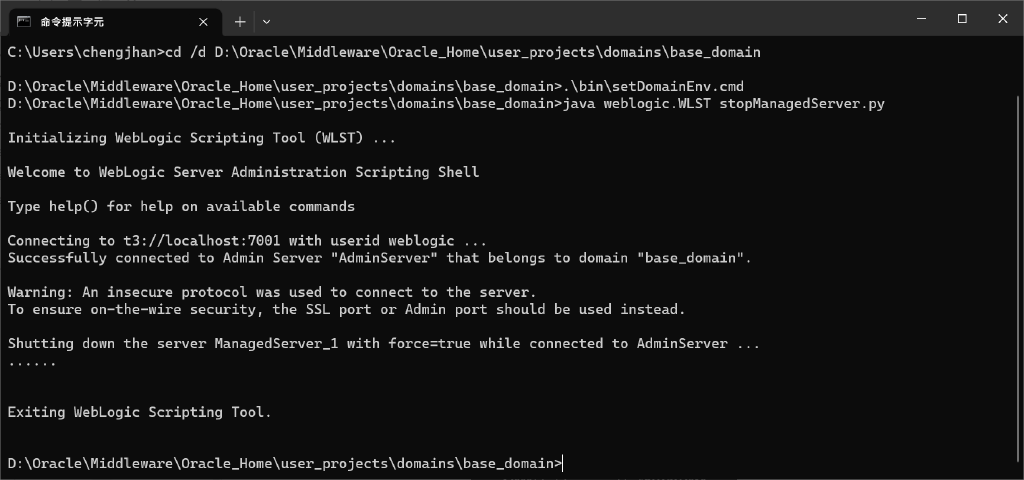 命令提示字元
C:\Users\chengjhan>cd /d D:\Oracle\Middleware\Oracle_Home\user_projects\domains\base_domain
D:\Oracle\Middleware\Oracle_Home\user_projects\domains\base_domain>.\bin\setDomainEnv.cmd
D:\Oracle\Middleware\Oracle_Home\user_projects\domains\base_domain>java weblogic.WLST stopManagedServer.py
Initializing WebLogic Scripting Tool (WLST) ...
Welcome to WebLogic Server Administration Scripting Shell
Type help() for help on available commands
Connecting to t3://localhost:7001 with userid weblogic ...
Successfully connected to Admin Server "AdminServer" that belongs to domain "base_domain".
Warning: An insecure protocol was used to connect to the server.
To ensure on-the-wire security, the SSL port or Admin port should be used instead.
Shutting down the server ManagedServer_1 with force=true while connected to AdminServer ...
......
Exiting WebLogic Scripting Tool.
D:\Oracle\Middleware\Oracle_Home\user_projects\domains\base_domain>